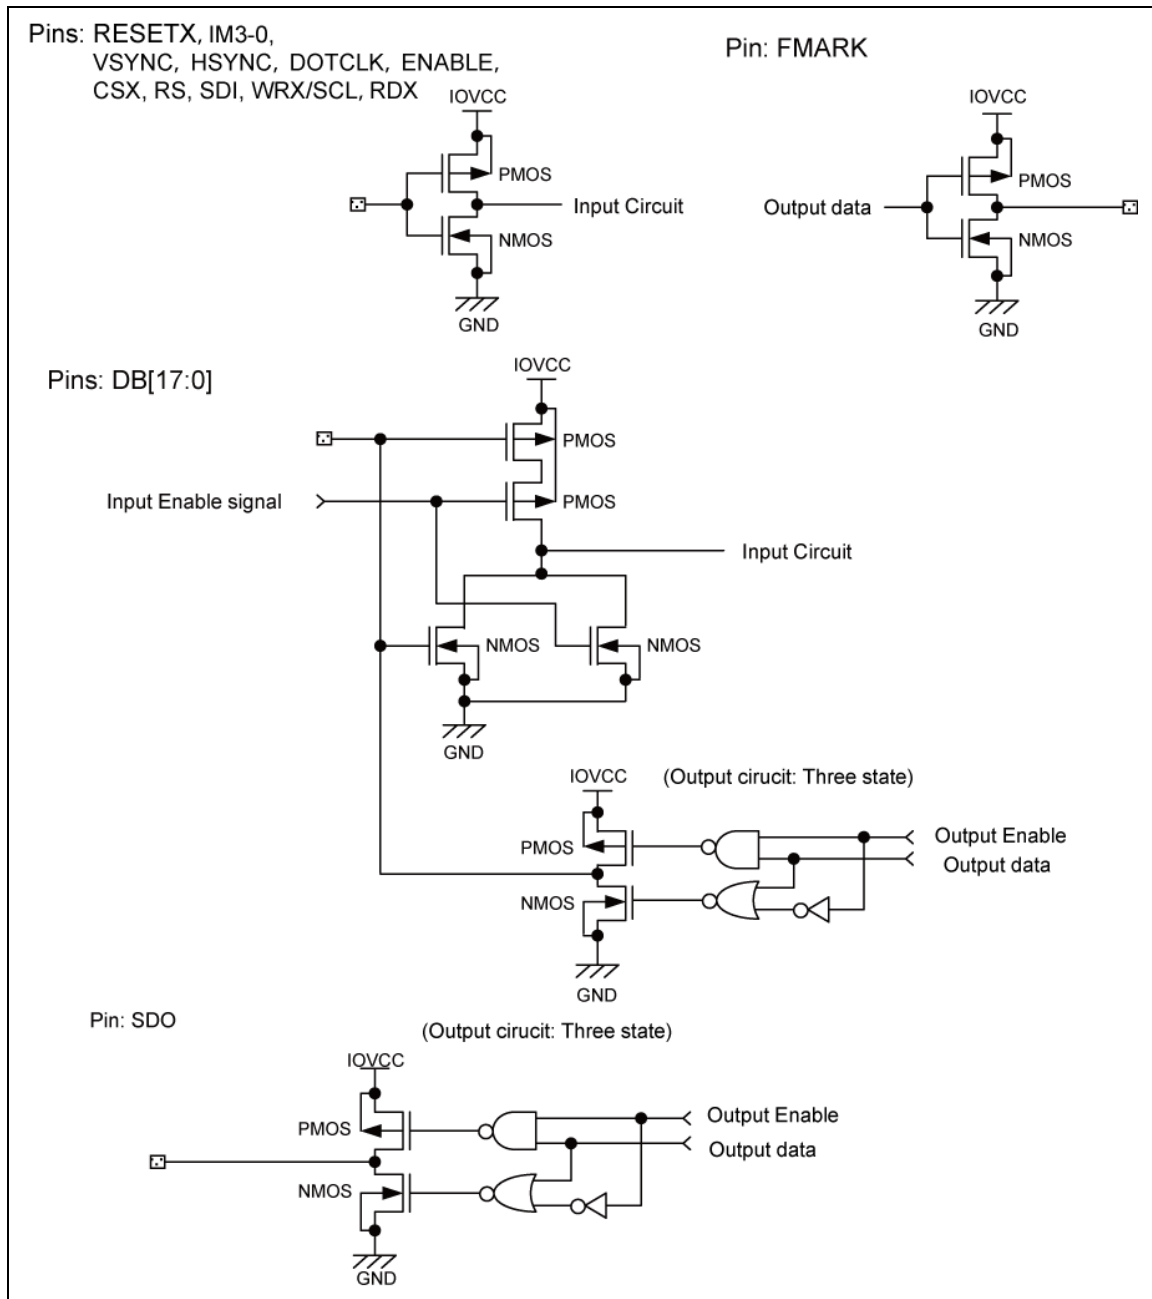 Pins: RESETX, IM3-0,
VSYNC, HSYNC, DOTCLK, ENABLE,
CSX, RS, SDI, WRX/SCL, RDX
IOVCC
PMOS
Input Circuit
NMOS
GND
Pin: FMARK
IOVCC
PMOS
Output data
NMOS
GND
Pins: DB[17:0]
IOVCC
PMOS
Input Enable signal
PMOS
Input Circuit
NMOS
NMOS
GND
IOVCC
(Output cirucit: Three state)
PMOS
Output Enable
Output data
NMOS
GND
Pin: SDO
(Output cirucit: Three state)
IOVCC
PMOS
Output Enable
Output data
NMOS
GND